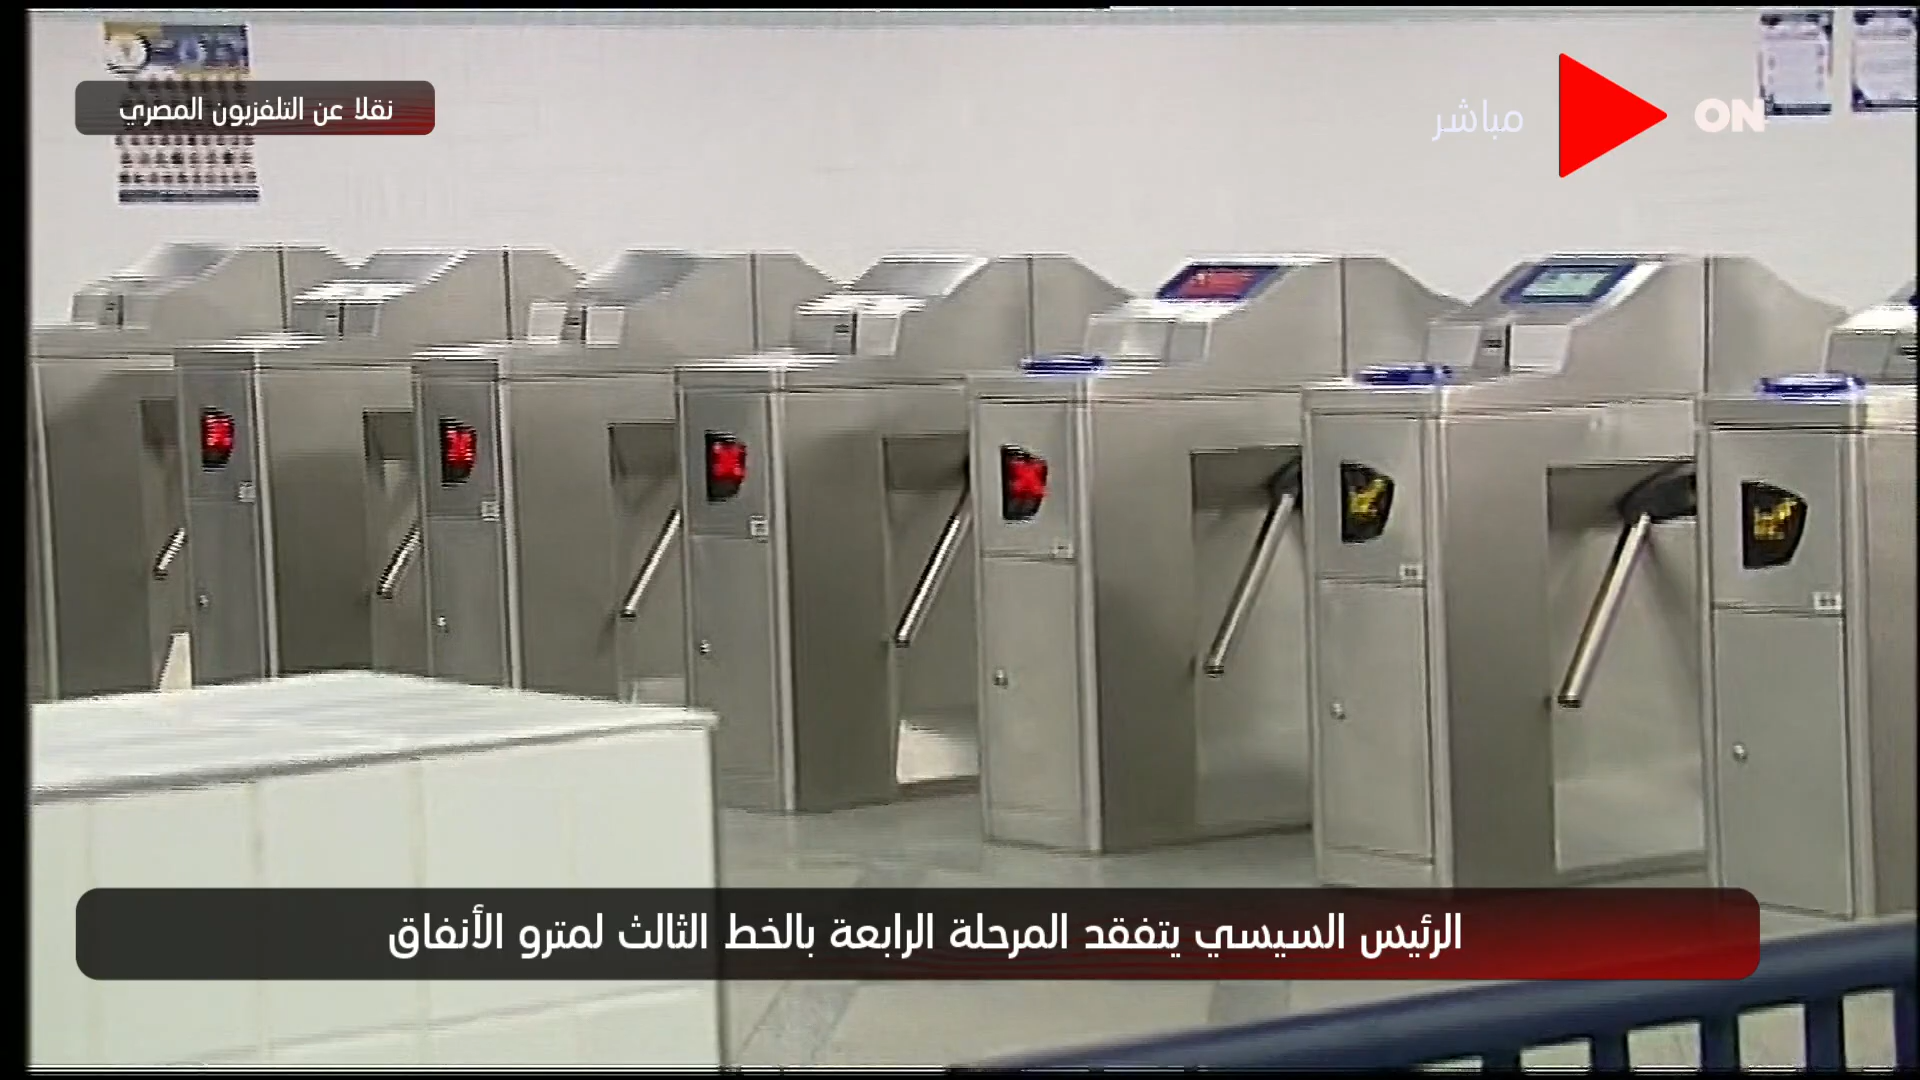 نقلا عن التلفزيون المصري
مباشر ON
الرئيس السيسي يتفقد المرحلة الرابعة بالخط الثالث لمترو الأنفاق